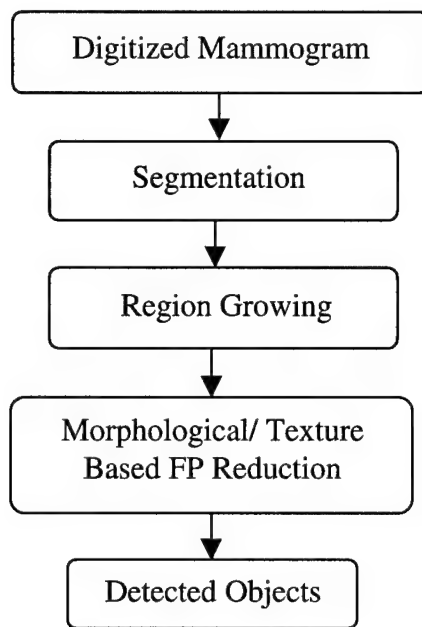 Digitized Mammogram
Segmentation
Region Growing
Morphological/ Texture
Based FP Reduction
Detected Objects